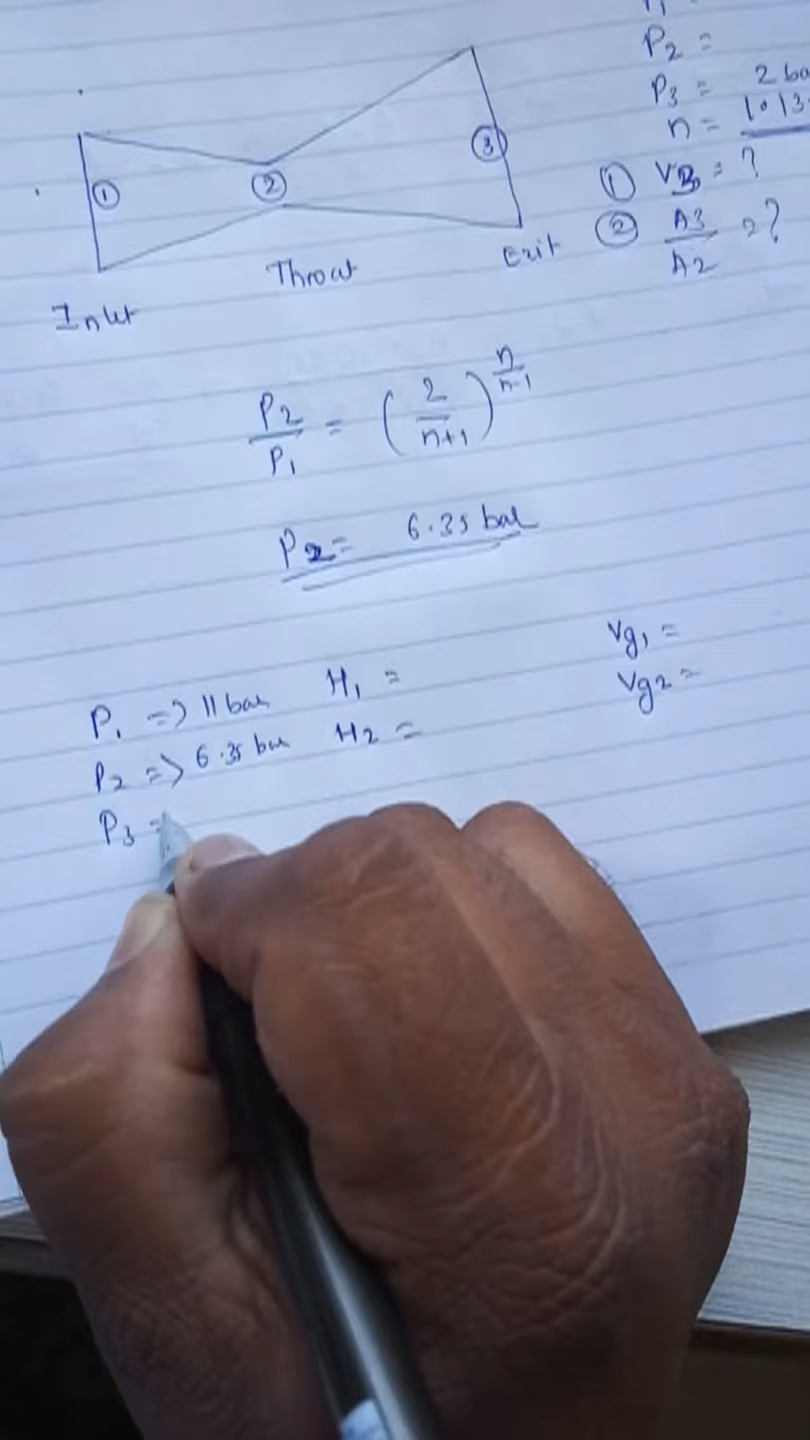 P2 =
P3 = 2 ba
n = 1.13
① V3 = ?
② A3/A2 = ?
① ② ③
Inlet Throat Exit
P2/P1 = (2/n+1)^n/n-1
P2 = 6.35 bar
Vg1 =
P1 => 11 bar H1 =
Vg2 =
P2 => 6.35 bar H2 =
P3 =